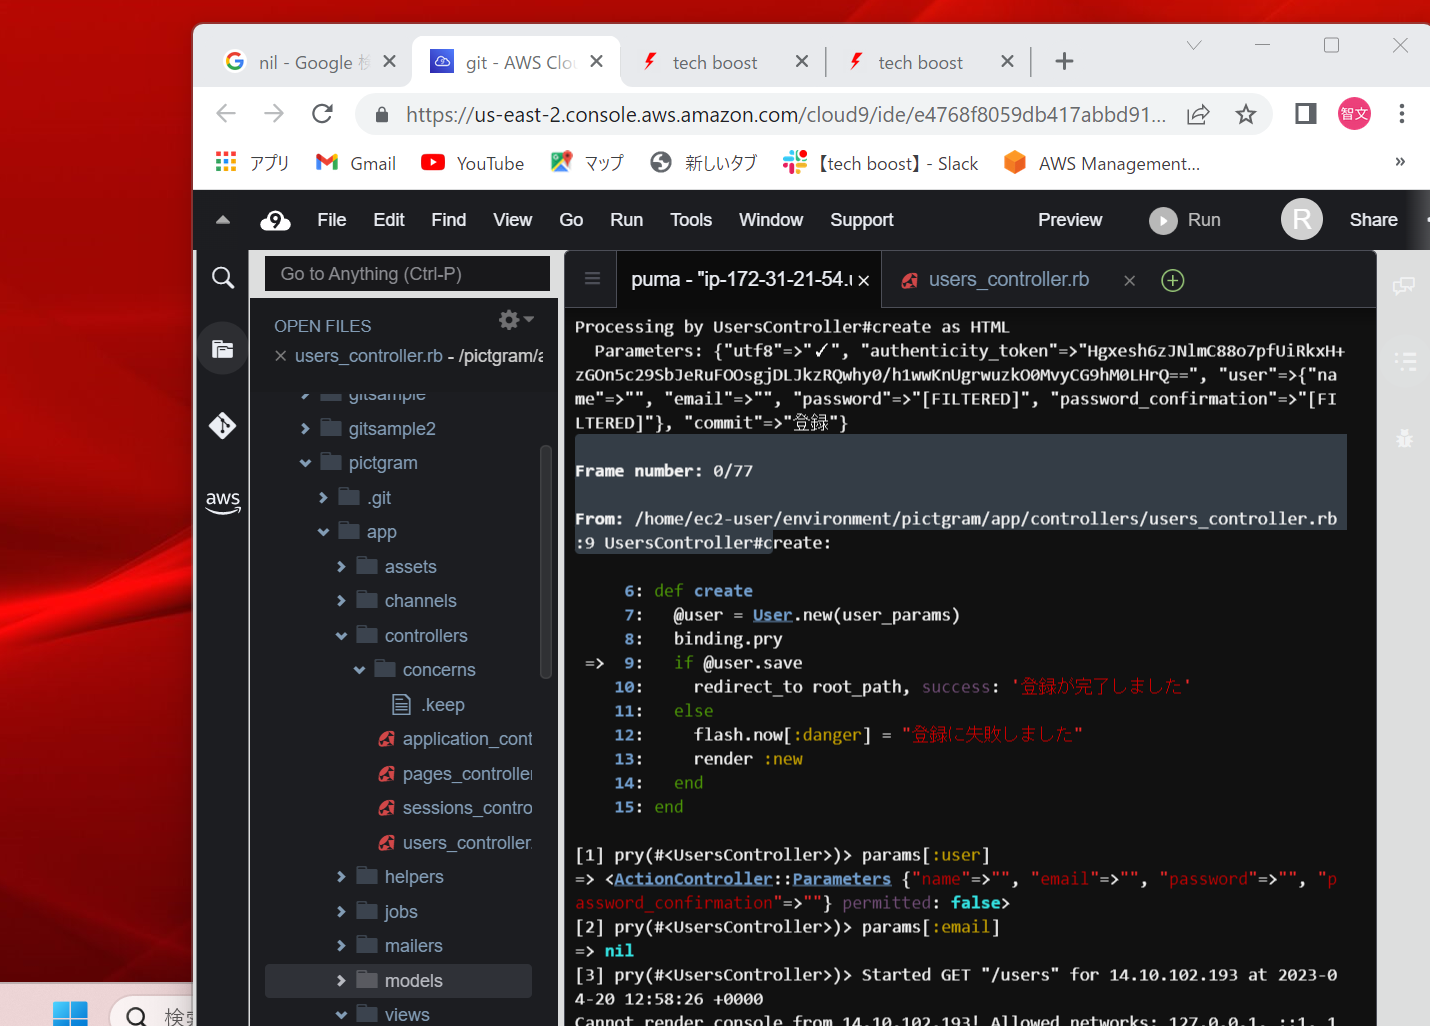 nil - Google 検
git - AWS Clou
tech boost
tech boost
https://us-east-2.console.aws.amazon.com/cloud9/ide/e4768f8059db417abbd91...
智文
アプリ
Gmail
YouTube
マップ
新しいタブ
【tech boost】 - Slack
AWS Management...
»
9
File Edit Find View Go Run Tools Window Support
Preview
Run
R
Share
Go to Anything (Ctrl-P)
puma - "ip-172-31-21-54.u
users_controller.rb
OPEN FILES
users_controller.rb - /pictgram/a
gitsample
gitsample2
pictgram
.git
app
assets
channels
controllers
concerns
.keep
application_cont
pages_controller
sessions_contro
users_controller.
helpers
jobs
mailers
models
views
aws
Processing by UsersController#create as HTML
Parameters: {"utf8"=>"✓", "authenticity_token"=>"Hgxesh6zJNlmC88o7pfUiRkxH+
zGOn5c29SbJeRuFOOsgjDLJkzRQwhy0/h1wwKnUgrwuzkO0MvyCG9hM0LHrQ==", "user"=>{"na
me"=>"", "email"=>"", "password"=>"[FILTERED]", "password_confirmation"=>"[FI
LTERED]"}, "commit"=>"登録"}
Frame number: 0/77
From: /home/ec2-user/environment/pictgram/app/controllers/users_controller.rb
:9 UsersController#create:
6: def create
7: @user = User.new(user_params)
8: binding.pry
=> 9: if @user.save
10: redirect_to root_path, success: '登録が完了しました'
11: else
12: flash.now[:danger] = "登録に失敗しました"
13: render :new
14: end
15: end
[1] pry(#<UsersController>)> params[:user]
=> <ActionController::Parameters {"name"=>"", "email"=>"", "password"=>"", "p
assword_confirmation"=>""} permitted: false>
[2] pry(#<UsersController>)> params[:email]
=> nil
[3] pry(#<UsersController>)> Started GET "/users" for 14.10.102.193 at 2023-0
4-20 12:58:26 +0000
Cannot render console from 14.10.102.193! Allowed networks: 127.0.0.1, ::1, 1
検索